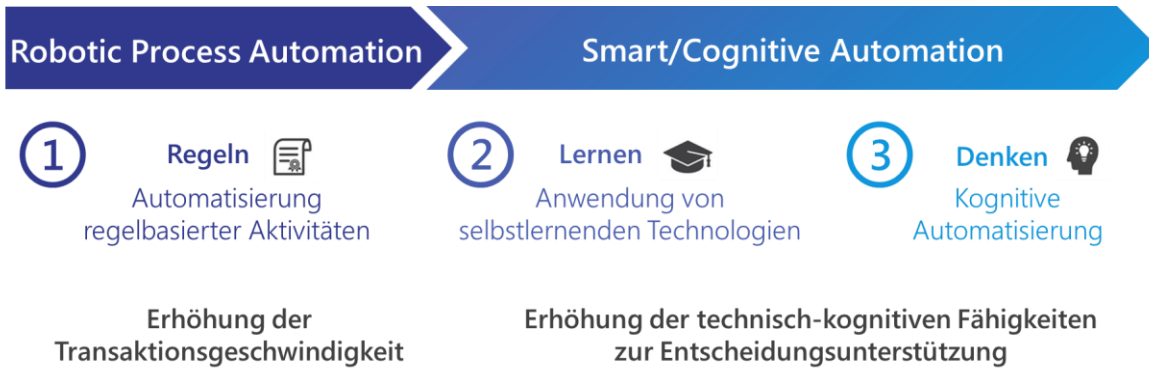 Robotic Process Automation
Smart/Cognitive Automation
1
Regeln
Automatisierung
regelbasierter Aktivitäten
2
Lernen
Anwendung von
selbstlernenden Technologien
3
Denken
Kognitive
Automatisierung
Erhöhung der
Transaktionsgeschwindigkeit
Erhöhung der technisch-kognitiven Fähigkeiten
zur Entscheidungsunterstützung